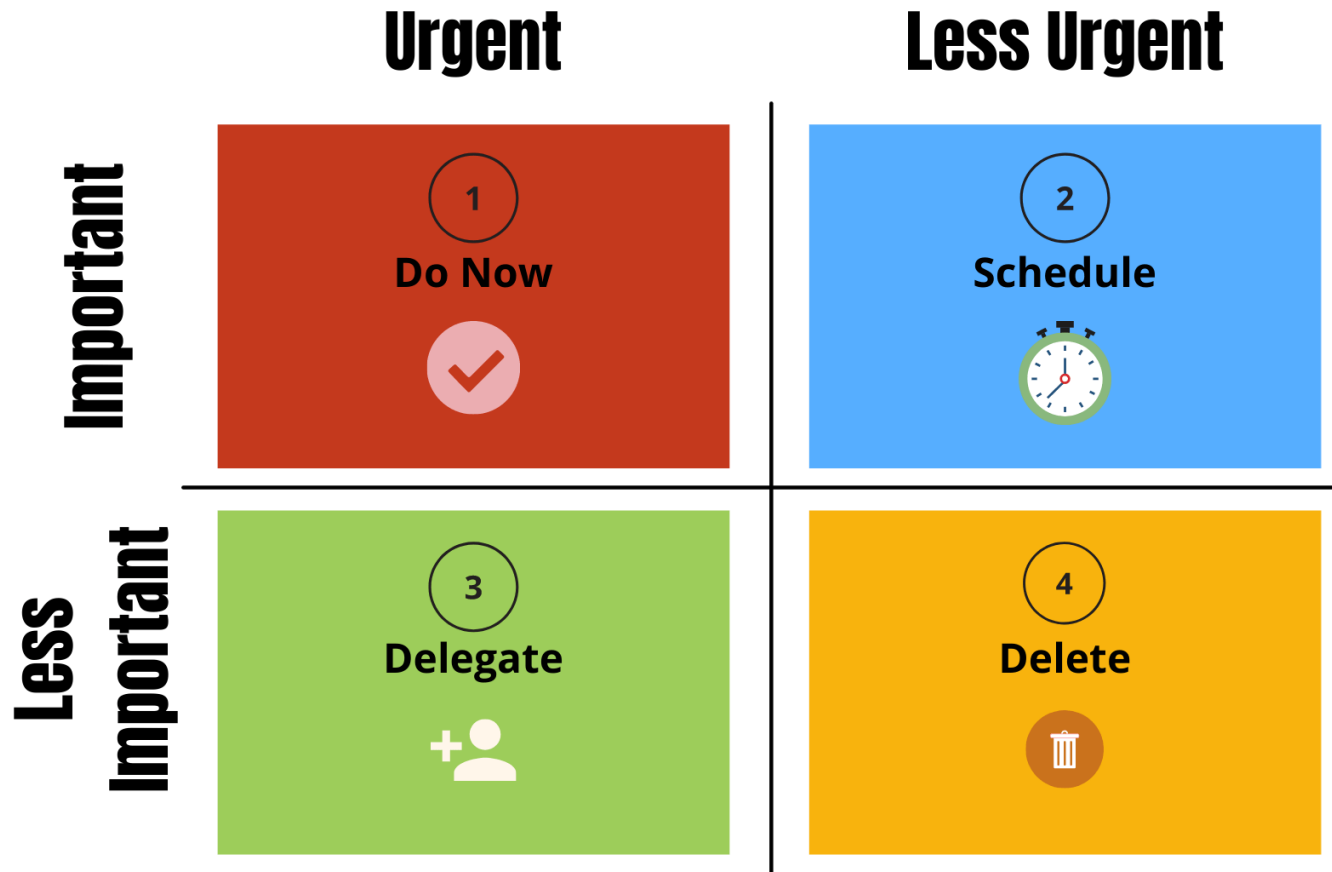 Urgent
Less Urgent
Important
1
Do Now
2
Schedule
Less
Important
3
Delegate
4
Delete